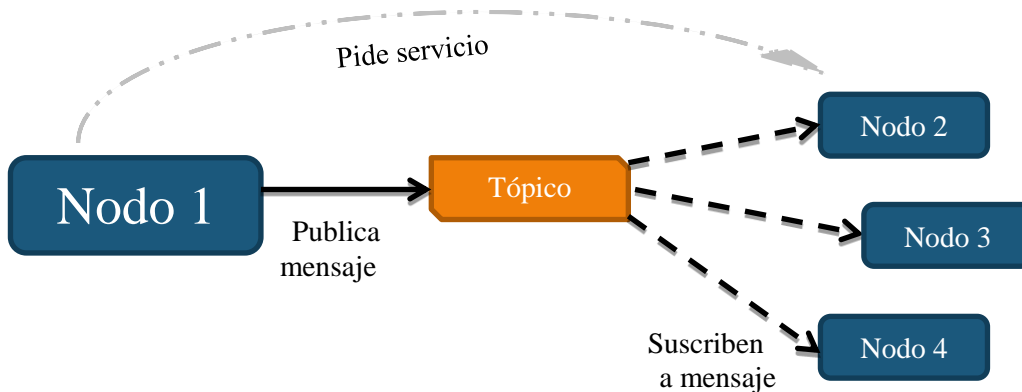 Pide servicio
Nodo 2
Nodo 1
Tópico
Nodo 3
Publica
mensaje
Suscriben
a mensaje
Nodo 4